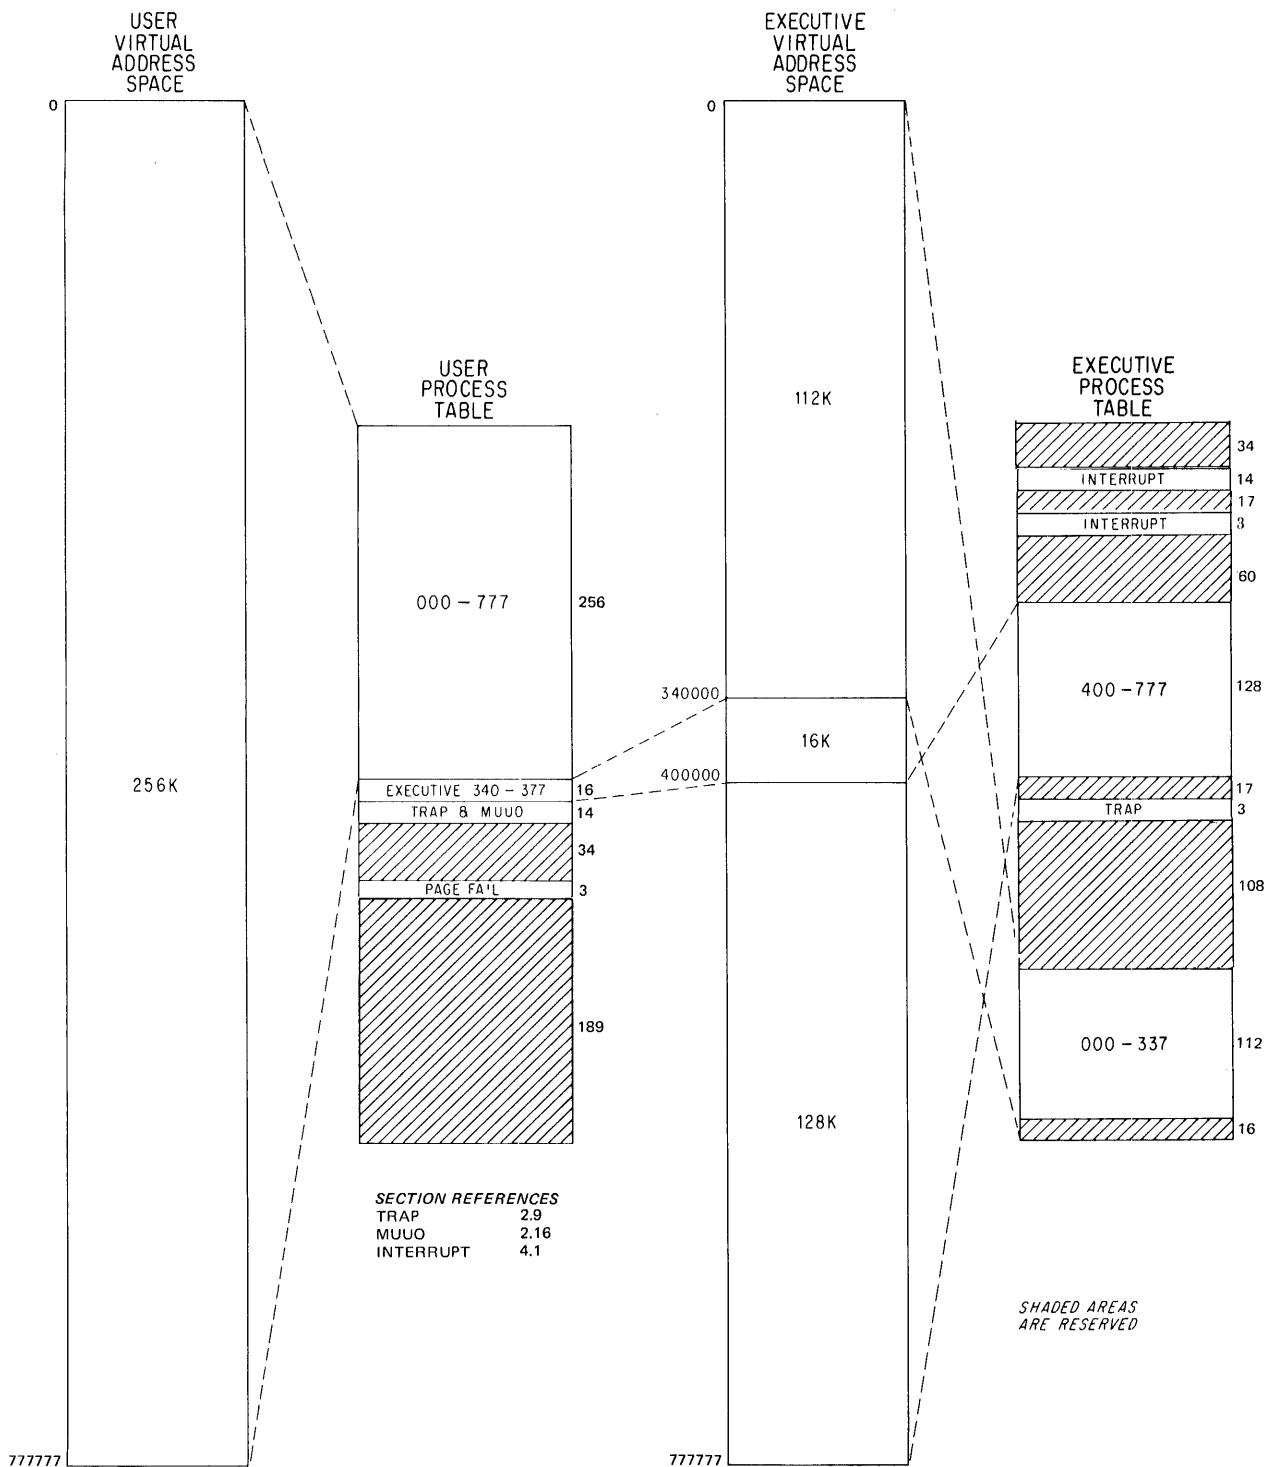 USER
VIRTUAL
ADDRESS
SPACE
0
256K
777777
USER
PROCESS
TABLE
000 – 777
256
EXECUTIVE 340 – 377
16
TRAP & MUUO
14
34
PAGE FAIL
3
189
SECTION REFERENCES
TRAP 2.9
MUUO 2.16
INTERRUPT 4.1
EXECUTIVE
VIRTUAL
ADDRESS
SPACE
0
112K
340000
16K
400000
128K
777777
EXECUTIVE
PROCESS
TABLE
34
INTERRUPT
14
17
INTERRUPT
3
60
400 – 777
128
17
TRAP
3
108
000 – 337
112
16
SHADED AREAS
ARE RESERVED